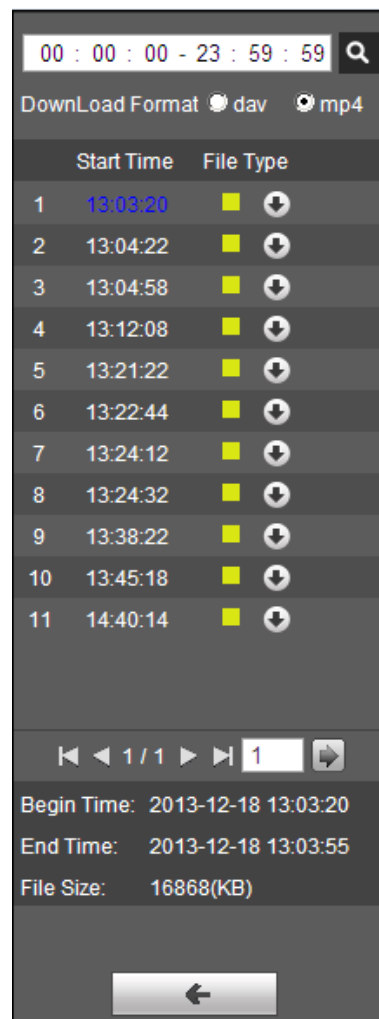 00 : 00 : 00 - 23 : 59 : 59
DownLoad Format dav mp4
Start Time File Type
1 13:03:20
2 13:04:22
3 13:04:58
4 13:12:08
5 13:21:22
6 13:22:44
7 13:24:12
8 13:24:32
9 13:38:22
10 13:45:18
11 14:40:14
1 / 1 1
Begin Time: 2013-12-18 13:03:20
End Time: 2013-12-18 13:03:55
File Size: 16868(KB)